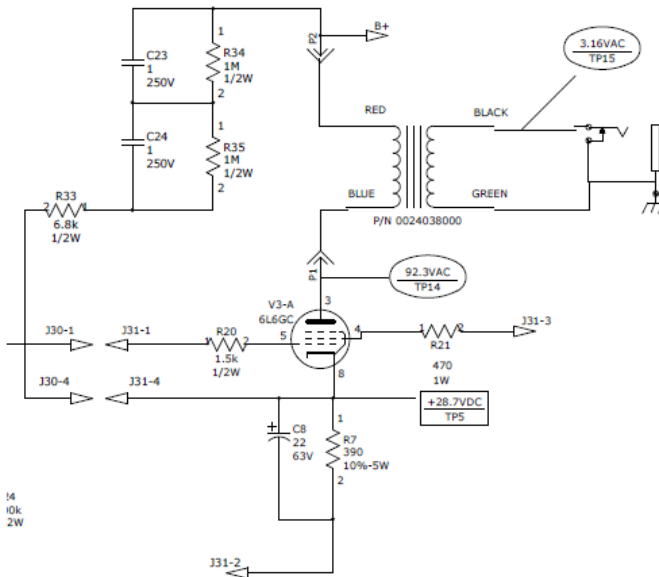 1
C23
1
250V
R34
1M
1/2W
2
P2
B+
3.16VAC
TP15
1
C24
1
250V
R35
1M
1/2W
2
RED
BLACK
BLUE
GREEN
P/N 0024038000
R33
2 1
6.8k
1/2W
P1
92.3VAC
TP14
V3-A
6L6GC
3
5
4
8
J30-1
J31-1
R20
1 2
1.5k
1/2W
1 2
R21
470
1W
J31-3
J30-4
J31-4
+28.7VDC
TP5
+
C8
22
63V
1
R7
390
10%-5W
2
J31-2